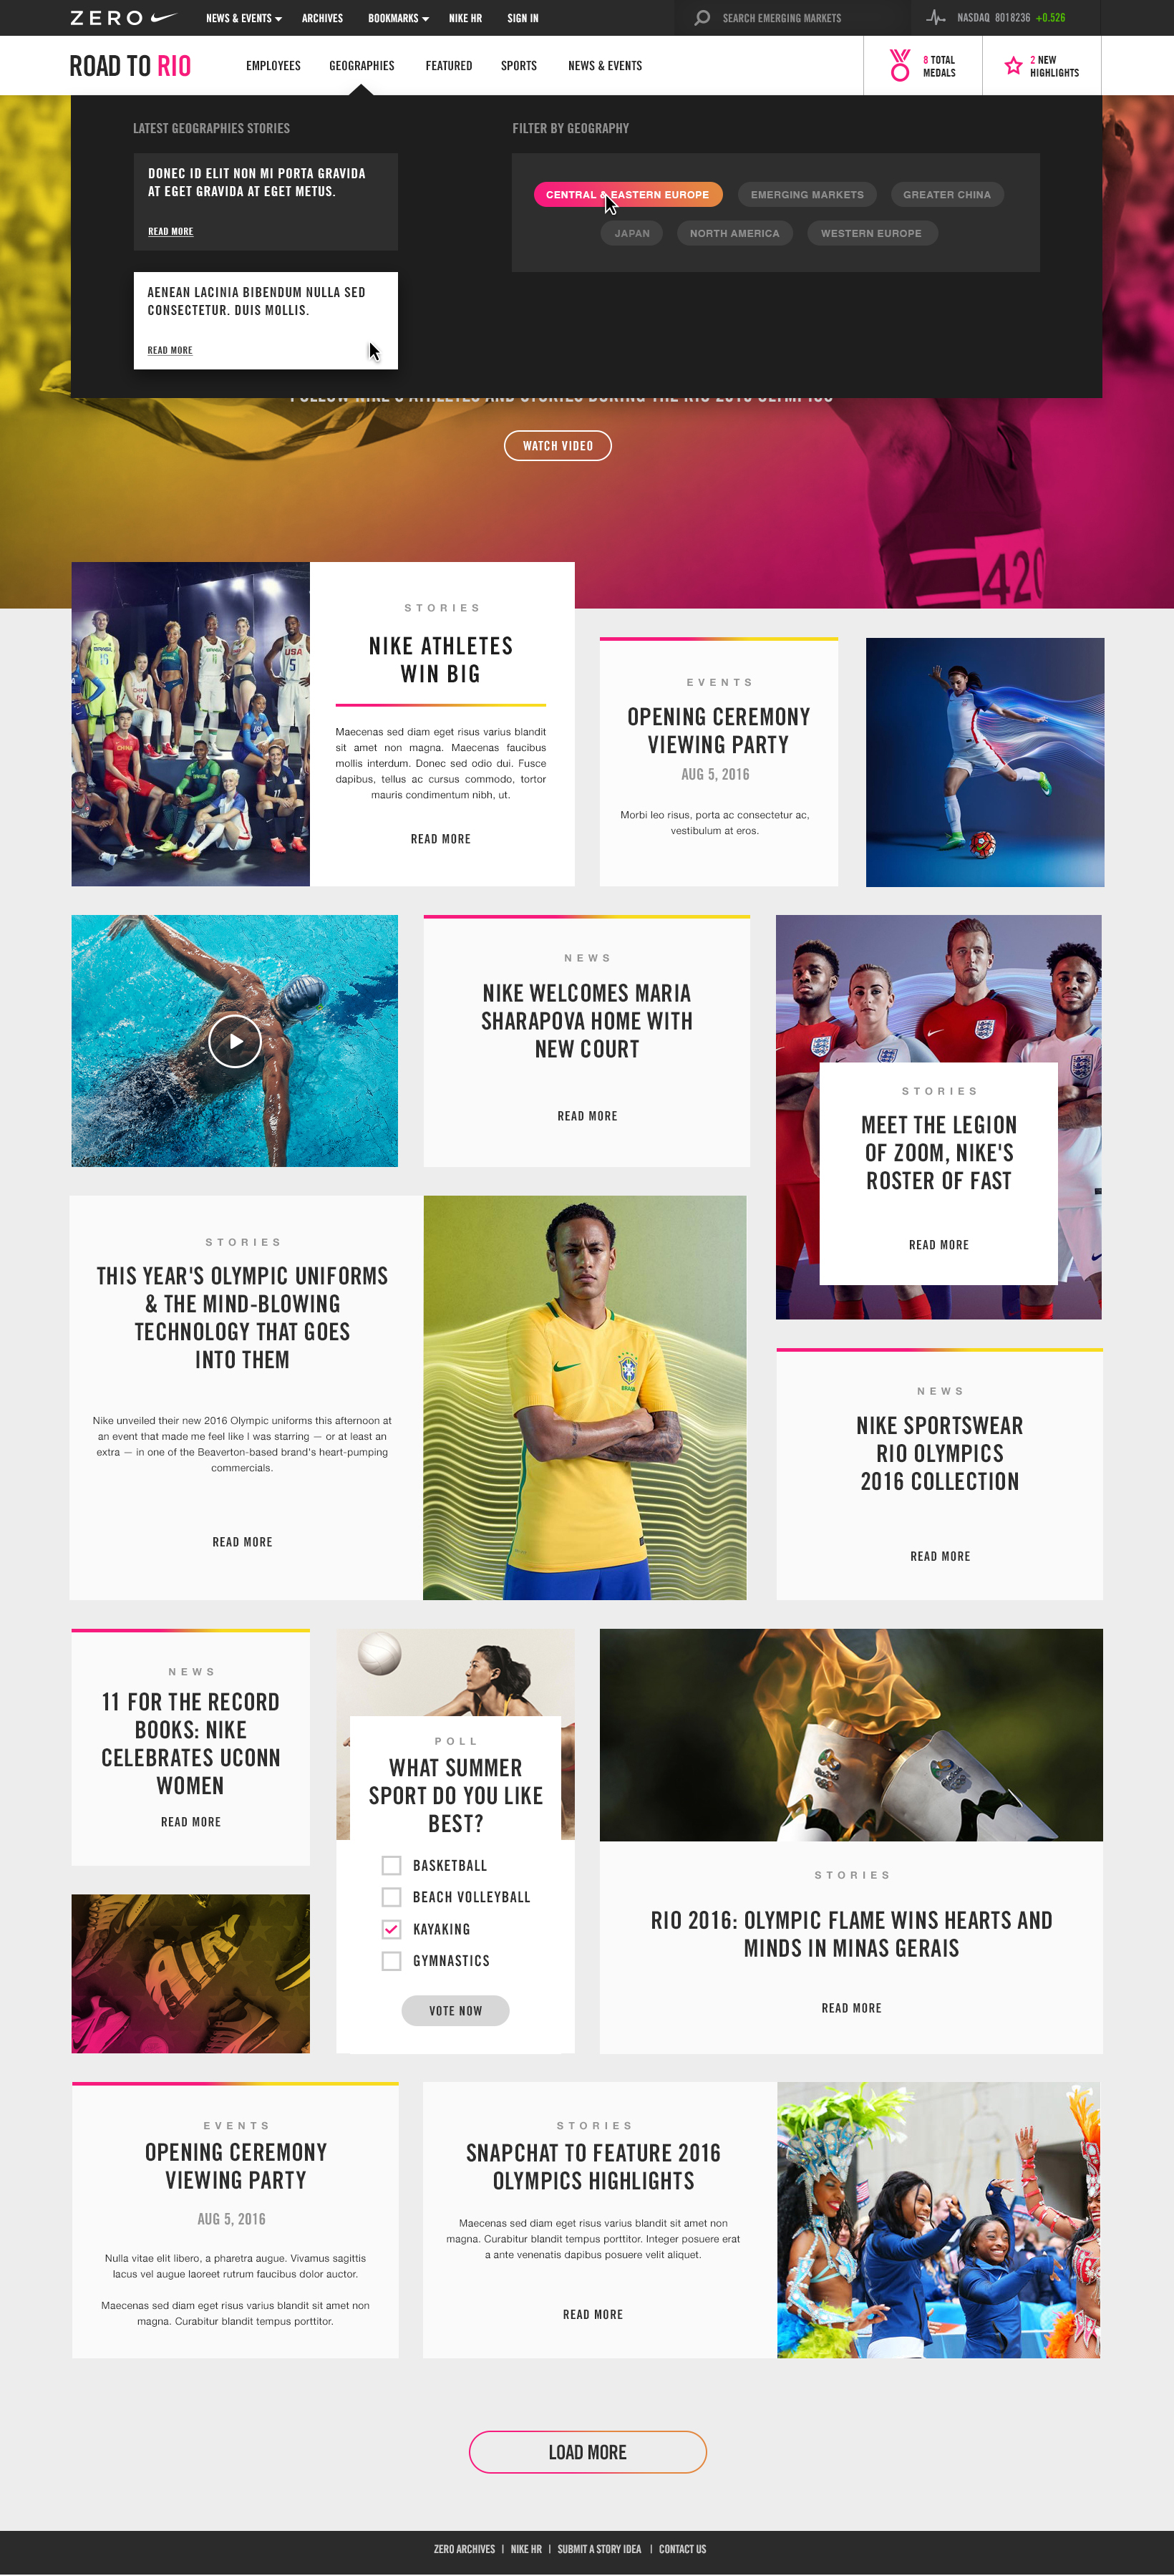 ZERO
NEWS & EVENTS
ARCHIVES
BOOKMARKS
NIKE HR
SIGN IN
SEARCH EMERGING MARKETS
NASDAQ 8018236 +0.526
ROAD TO RIO
EMPLOYEES
GEOGRAPHIES
FEATURED
SPORTS
NEWS & EVENTS
8 TOTAL
MEDALS
2 NEW
HIGHLIGHTS
LATEST GEOGRAPHIES STORIES
DONEC ID ELIT NON MI PORTA GRAVIDA
AT EGET GRAVIDA AT EGET METUS.
READ MORE
AENEAN LACINIA BIBENDUM NULLA SED
CONSECTETUR. DUIS MOLLIS.
READ MORE
FILTER BY GEOGRAPHY
CENTRAL & EASTERN EUROPE
EMERGING MARKETS
GREATER CHINA
JAPAN
NORTH AMERICA
WESTERN EUROPE
FOLLOW NIKE'S ATHLETES AND STORIES DURING THE RIO 2016 OLYMPICS
WATCH VIDEO
420
STORIES
NIKE ATHLETES
WIN BIG
Maecenas sed diam eget risus varius blandit
sit amet non magna. Maecenas faucibus
mollis interdum. Donec sed odio dui. Fusce
dapibus, tellus ac cursus commodo, tortor
mauris condimentum nibh, ut.
READ MORE
EVENTS
OPENING CEREMONY
VIEWING PARTY
AUG 5, 2016
Morbi leo risus, porta ac consectetur ac,
vestibulum at eros.
NEWS
NIKE WELCOMES MARIA
SHARAPOVA HOME WITH
NEW COURT
READ MORE
STORIES
MEET THE LEGION
OF ZOOM, NIKE'S
ROSTER OF FAST
READ MORE
STORIES
THIS YEAR'S OLYMPIC UNIFORMS
& THE MIND-BLOWING
TECHNOLOGY THAT GOES
INTO THEM
Nike unveiled their new 2016 Olympic uniforms this afternoon at
an event that made me feel like I was starring — or at least an
extra — in one of the Beaverton-based brand's heart-pumping
commercials.
READ MORE
BRASIL
NEWS
NIKE SPORTSWEAR
RIO OLYMPICS
2016 COLLECTION
READ MORE
NEWS
11 FOR THE RECORD
BOOKS: NIKE
CELEBRATES UCONN
WOMEN
READ MORE
AIR
POLL
WHAT SUMMER
SPORT DO YOU LIKE
BEST?
BASKETBALL
BEACH VOLLEYBALL
KAYAKING
GYMNASTICS
VOTE NOW
STORIES
RIO 2016: OLYMPIC FLAME WINS HEARTS AND
MINDS IN MINAS GERAIS
READ MORE
EVENTS
OPENING CEREMONY
VIEWING PARTY
AUG 5, 2016
Nulla vitae elit libero, a pharetra augue. Vivamus sagittis
lacus vel augue laoreet rutrum faucibus dolor auctor.
Maecenas sed diam eget risus varius blandit sit amet non
magna. Curabitur blandit tempus porttitor.
STORIES
SNAPCHAT TO FEATURE 2016
OLYMPICS HIGHLIGHTS
Maecenas sed diam eget risus varius blandit sit amet non
magna. Curabitur blandit tempus porttitor. Integer posuere erat
a ante venenatis dapibus posuere velit aliquet.
READ MORE
LOAD MORE
ZERO ARCHIVES | NIKE HR | SUBMIT A STORY IDEA | CONTACT US